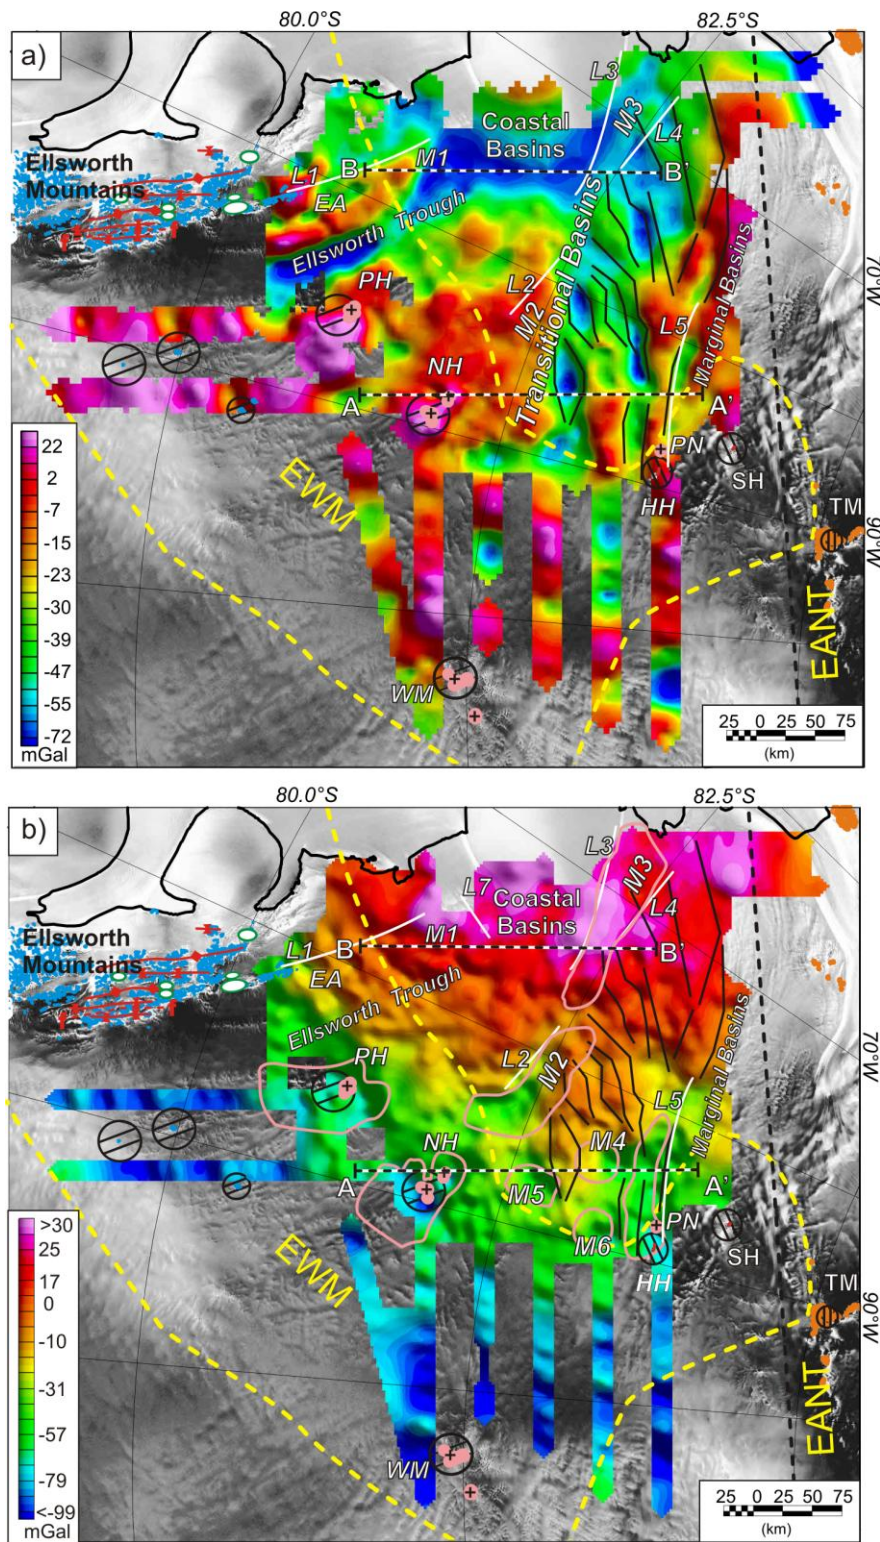 a)
80.0°S
82.5°S
L3
M3
Coastal
Basins
L4
Ellsworth
Mountains
B
M1
B'
L1
EA
Ellsworth Trough
Transitional Basins
70°W
PH
L2
M2
L5
Marginal Basins
NH
A
A'
PN
EWM
HH
SH
TM
90°W
22
2
-7
-15
-23
-30
-39
-47
-55
-72
mGal
WM
EANT
25 0 25 50 75
(km)
b)
80.0°S
82.5°S
L3
L7
M3
Coastal
Basins
L4
Ellsworth
Mountains
L1
B
M1
B'
EA
Ellsworth Trough
70°W
PH
L2
M2
L5
Marginal Basins
NH
M4
A
M5
A'
PN
M6
EWM
HH
SH
TM
90°W
>30
25
17
0
-10
-31
-57
-79
<-99
mGal
WM
EANT
25 0 25 50 75
(km)